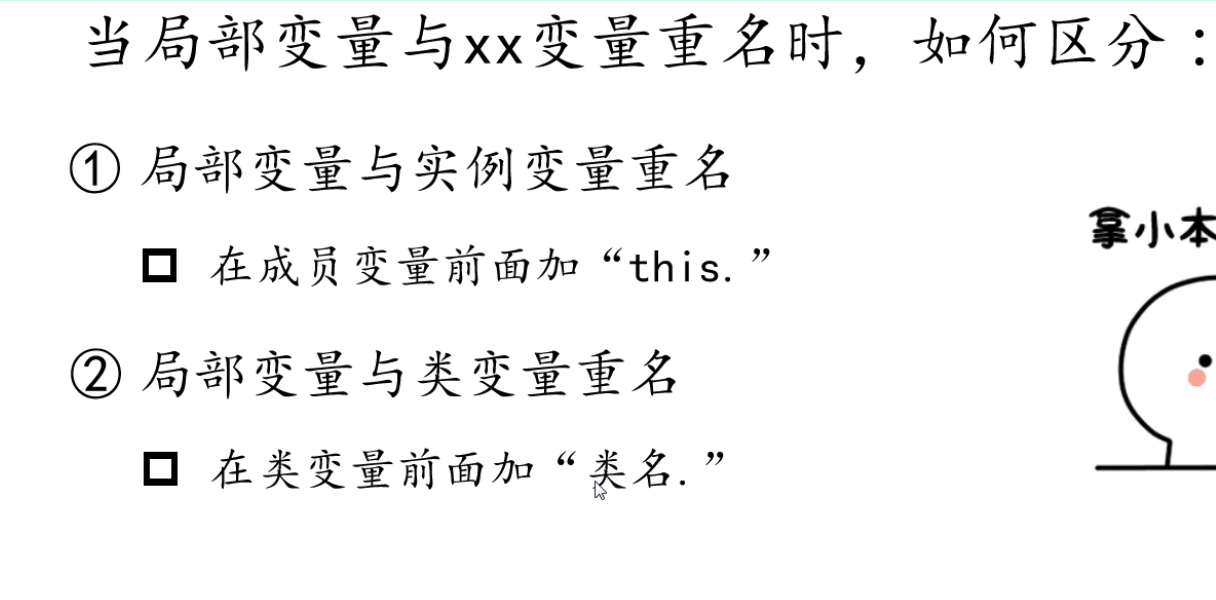 当局部变量与xx变量重名时，如何区分：
① 局部变量与实例变量重名
在成员变量前面加“this.”
拿小本
② 局部变量与类变量重名
在类变量前面加“类名.”